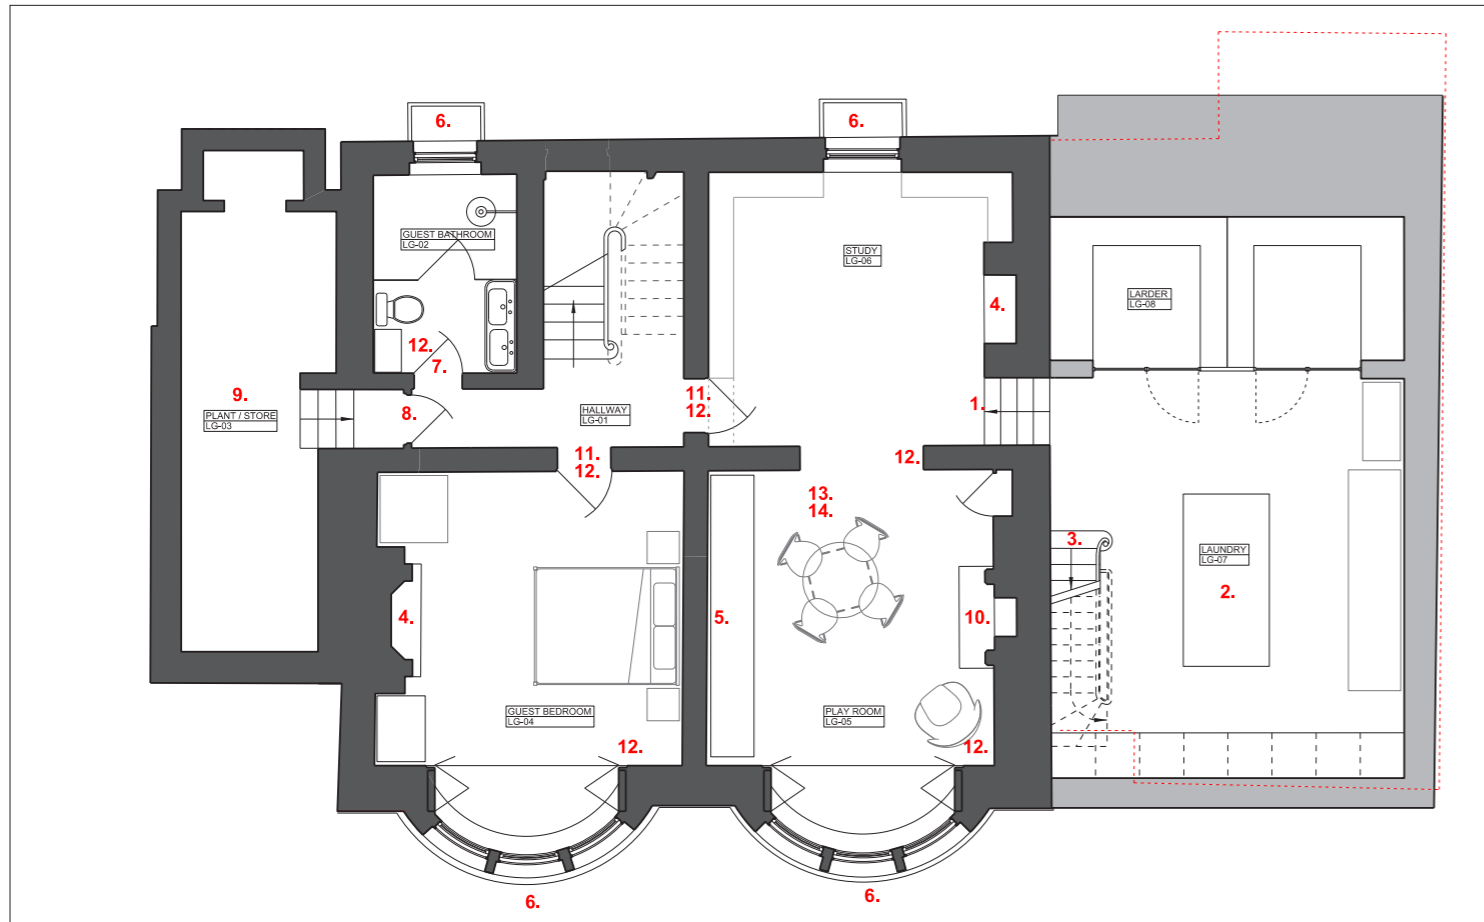 6.
6.
GUEST BATHROOM
LG-02
STUDY
LG-06
LARDER
LG-08
4.
12.
7.
9.
PLANT / STORE
LG-03
8.
HALLWAY
LG-01
11.
12.
1.
11.
12.
12.
13.
14.
3.
LAUNDRY
LG-07
2.
4.
5.
10.
GUEST BEDROOM
LG-04
PLAY ROOM
LG-05
12.
12.
6.
6.